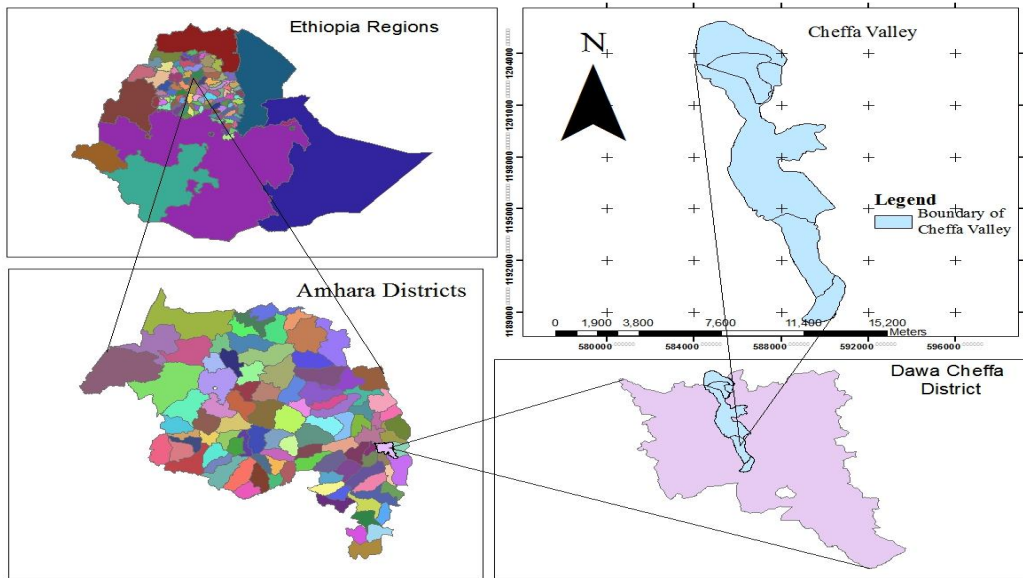 Ethiopia Regions
Amhara Districts
Cheffa Valley
N
1204000
1201000
1198000
1195000
1192000
1189000
Legend
Boundary of
Cheffa Valley
0 1,900 3,800 7,600 11,400 15,200
Meters
580000 584000 588000 592000 596000
Dawa Cheffa
District